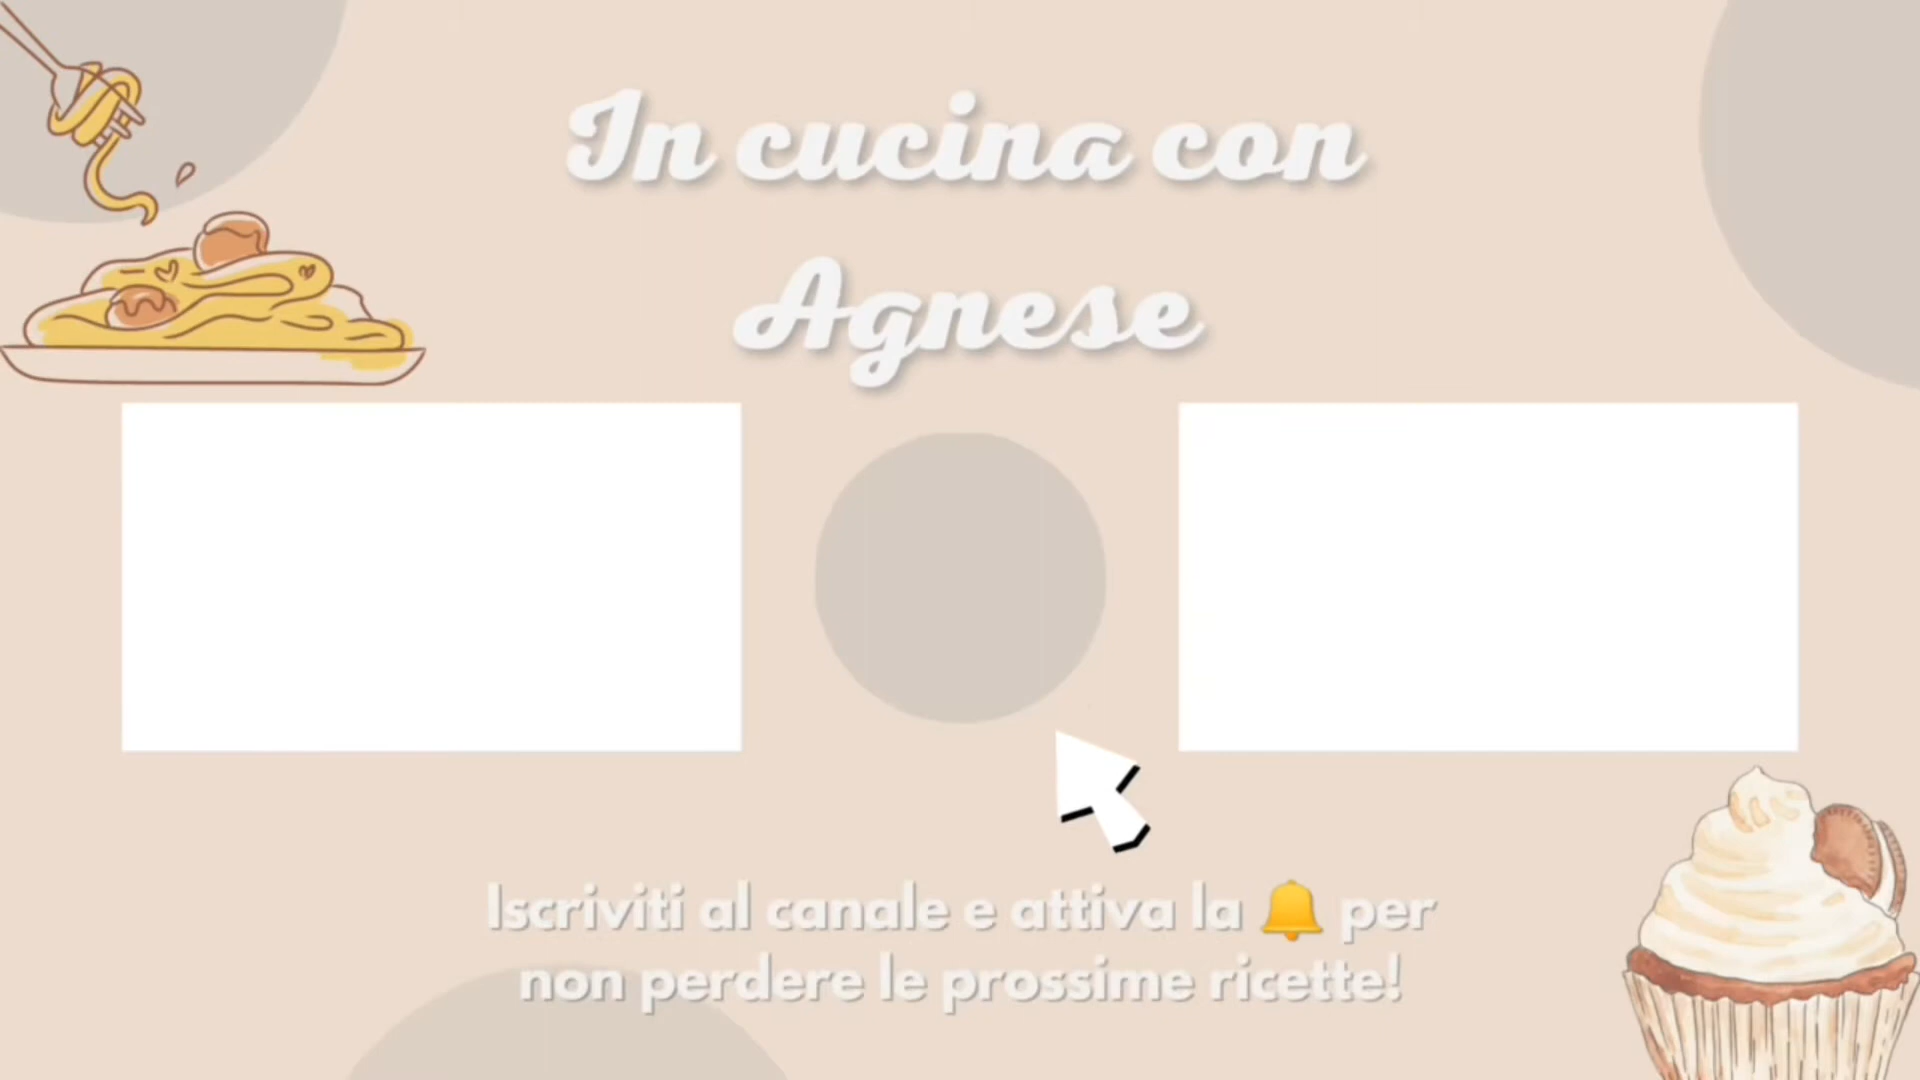 In cucina con
Agnese
Iscriviti al canale e attiva la 🔔 per
non perdere le prossime ricette!